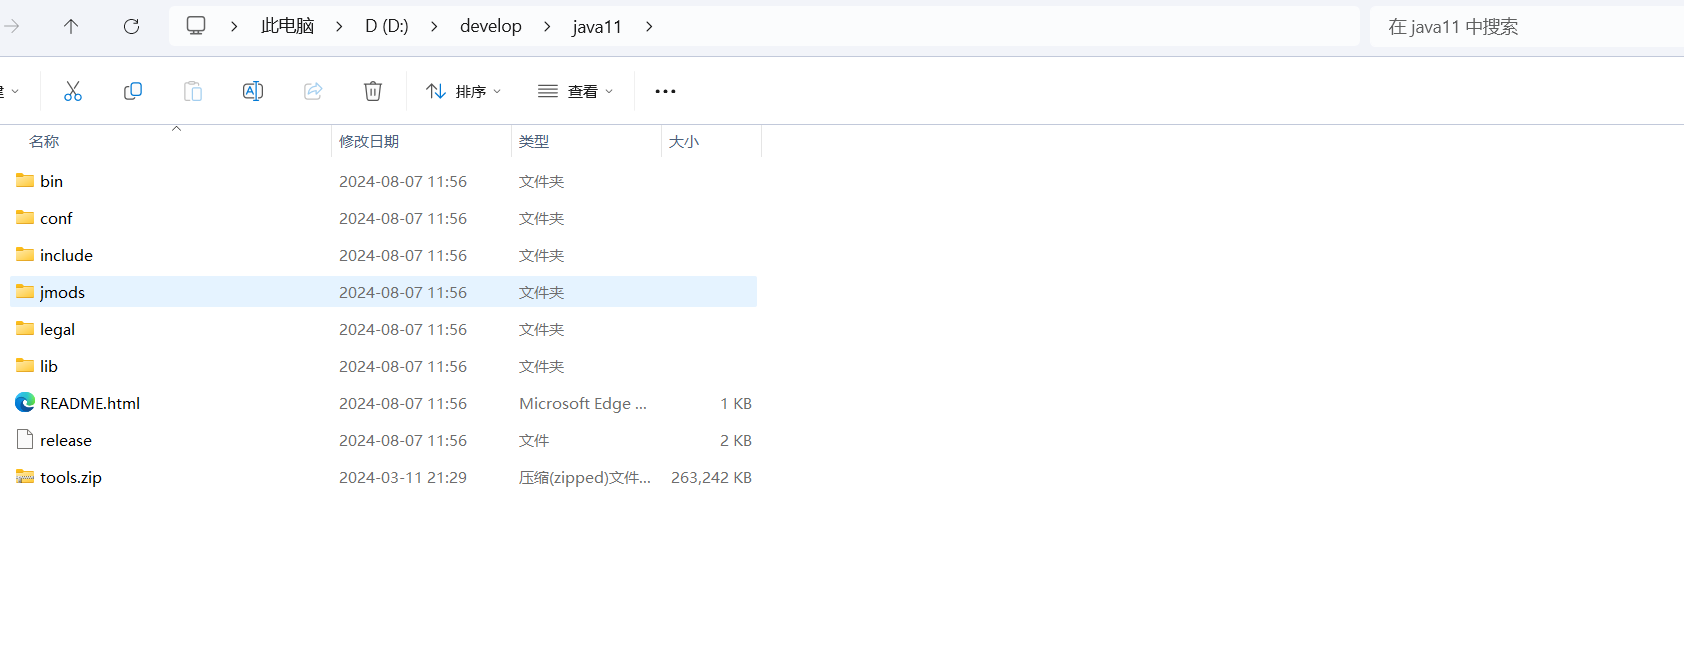 此电脑 > D (D:) > develop > java11 >
在 java11 中搜索
排序 查看
名称 修改日期 类型 大小
bin 2024-08-07 11:56 文件夹
conf 2024-08-07 11:56 文件夹
include 2024-08-07 11:56 文件夹
jmods 2024-08-07 11:56 文件夹
legal 2024-08-07 11:56 文件夹
lib 2024-08-07 11:56 文件夹
README.html 2024-08-07 11:56 Microsoft Edge ... 1 KB
release 2024-08-07 11:56 文件 2 KB
tools.zip 2024-03-11 21:29 压缩(zipped)文件... 263,242 KB